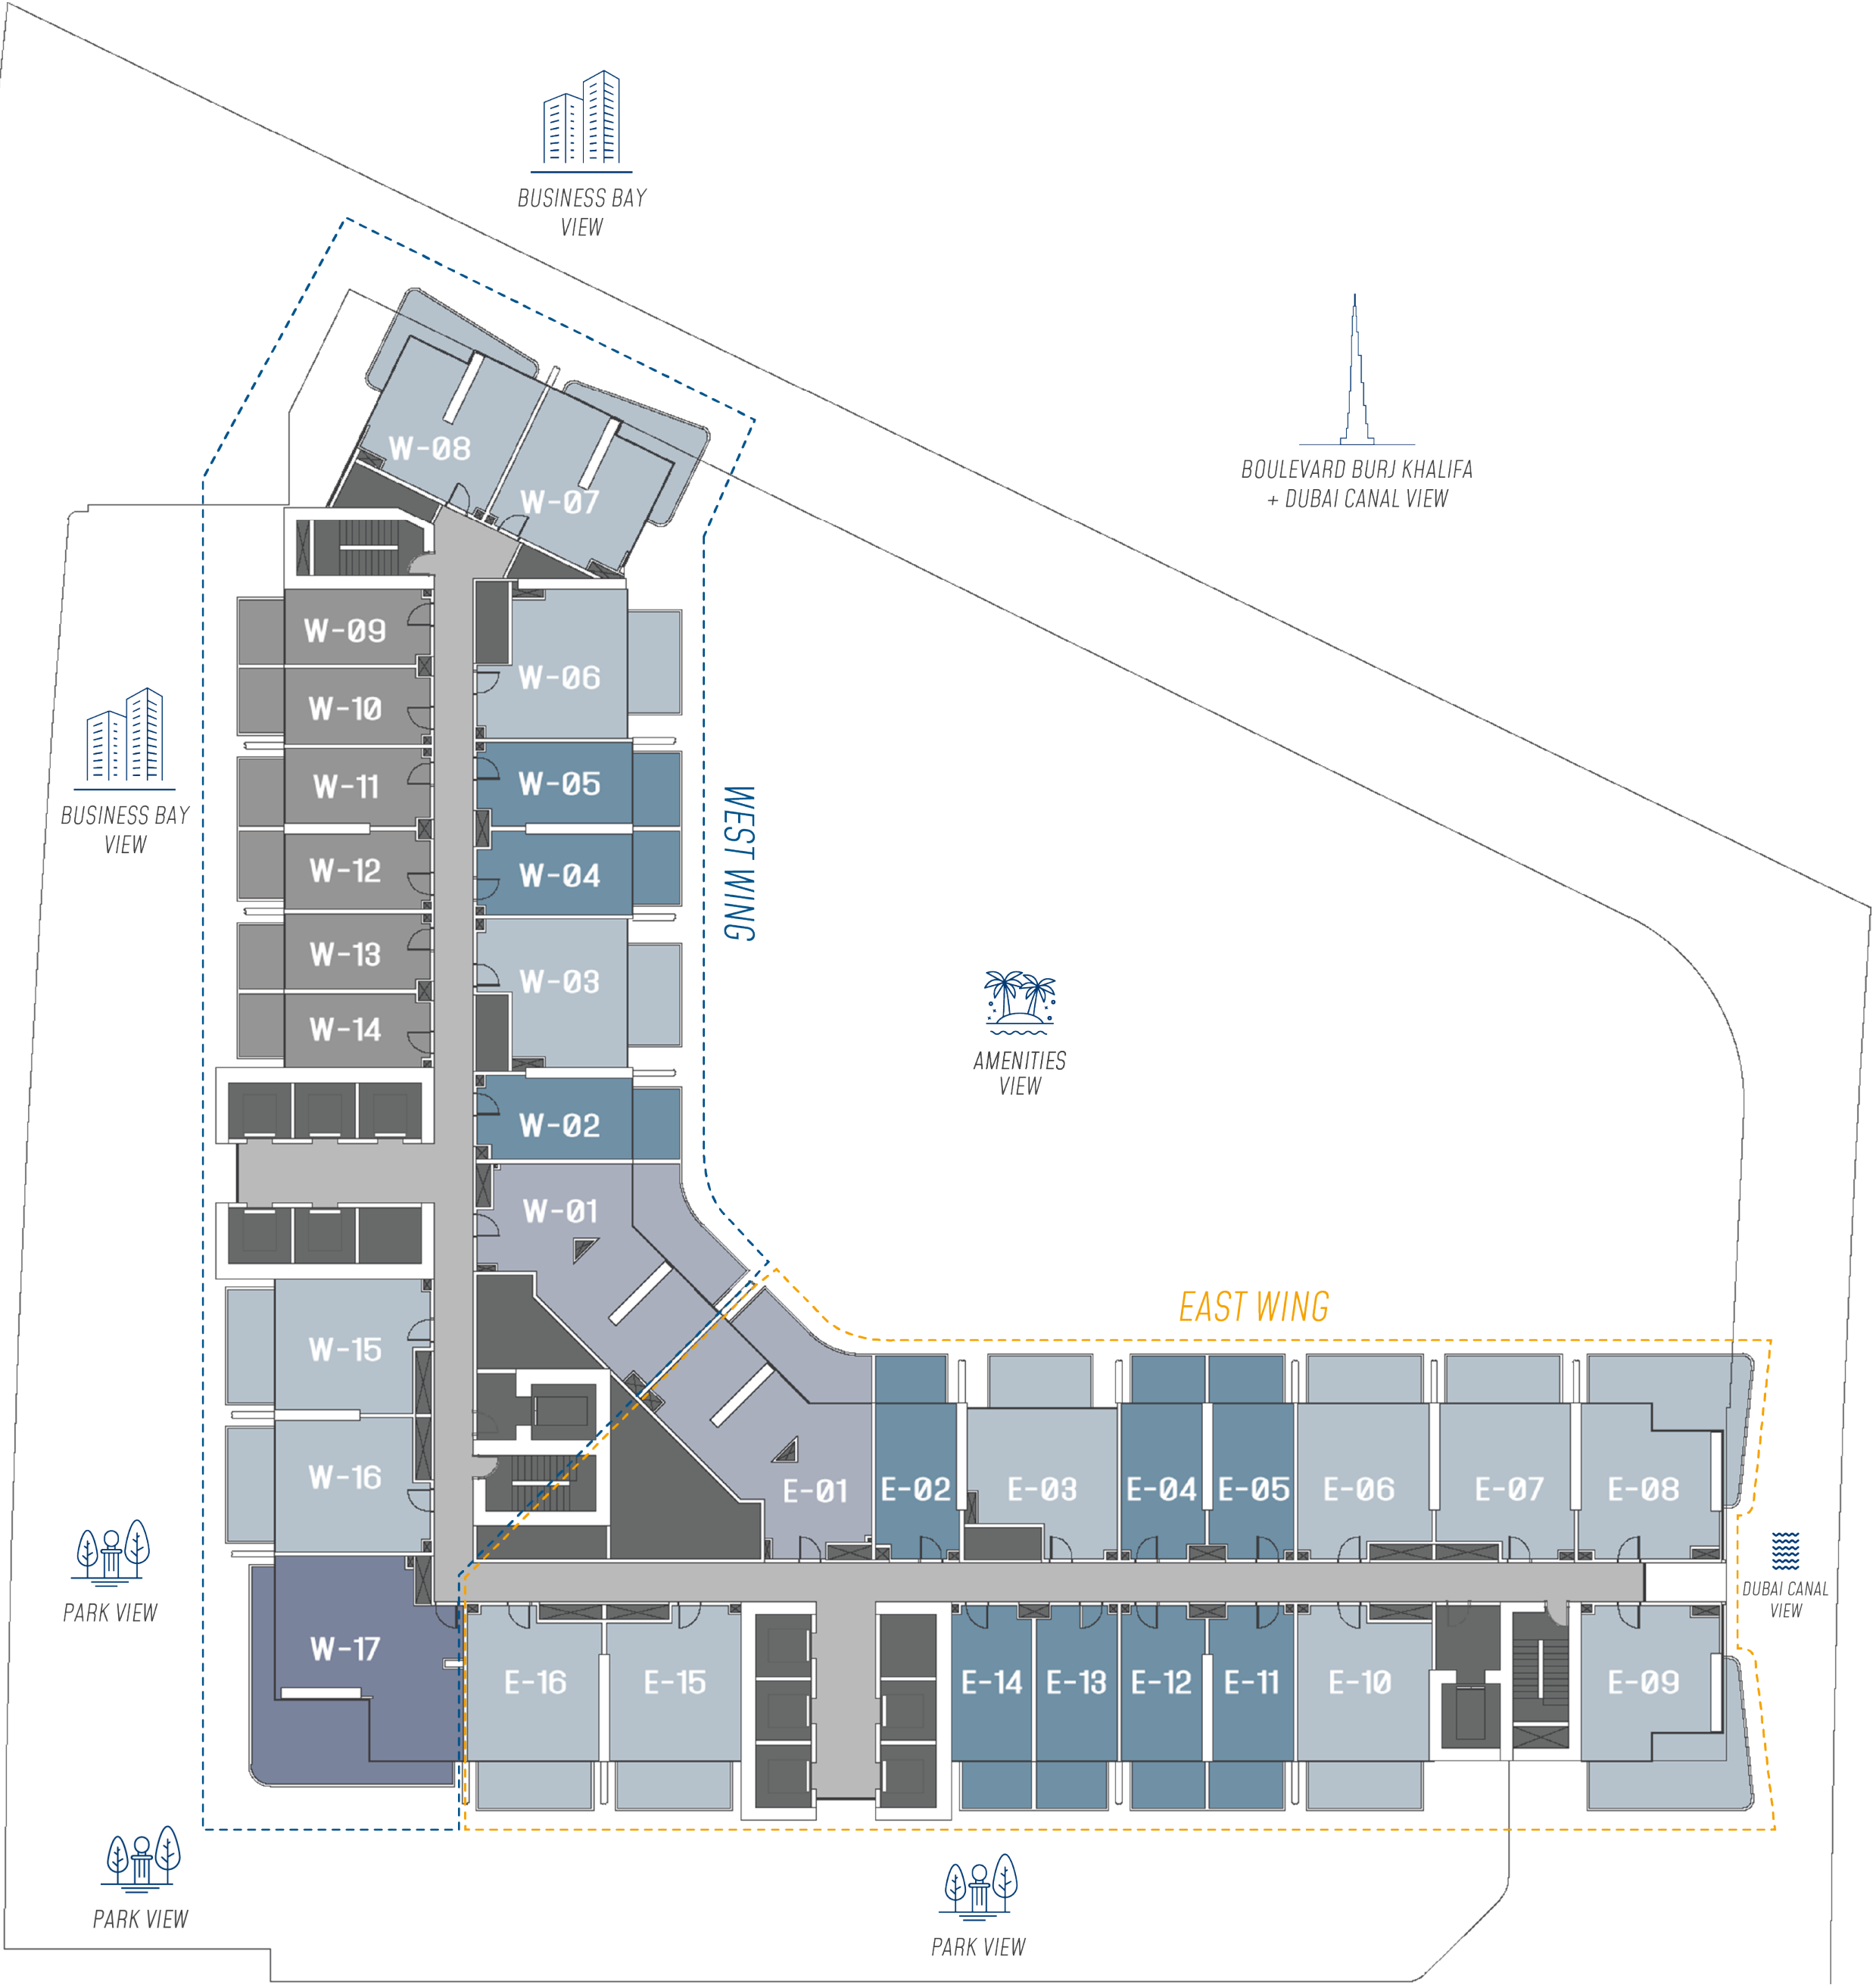 BUSINESS BAY
VIEW
BOULEVARD BURJ KHALIFA
+ DUBAI CANAL VIEW
W-08
W-07
W-09
W-06
W-10
W-11
W-05
BUSINESS BAY
VIEW
WEST WING
W-12
W-04
W-13
W-03
W-14
AMENITIES
VIEW
W-02
W-01
EAST WING
W-15
W-16
E-01
E-02
E-03
E-04
E-05
E-06
E-07
E-08
PARK VIEW
DUBAI CANAL
VIEW
W-17
E-16
E-15
E-14
E-13
E-12
E-11
E-10
E-09
PARK VIEW
PARK VIEW